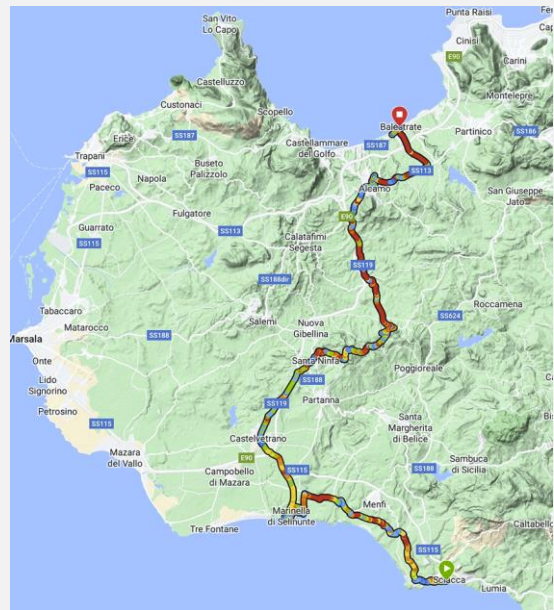 San Vito
Lo Capo
Punta Raisi
Cinisi
E90
Carini
Castelluzzo
Montelepre
Custonaci
Scopello
Balestrate
Erice
SS187
Castellammare
del Golfo
SS187
Partinico
SS186
Trapani
SS115
Buseto
Palizzolo
Paceco
Napola
Alcamo
SS113
San Giuseppe
Jato
Guarrato
Fulgatore
E90
SS113
Calatafimi
Segesta
SS115
SS119
SS188dir
Roccamena
Tabaccaro
Matarocco
Salemi
Nuova
Gibellina
SS624
Marsala
SS188
Onte
Santa Ninfa
Poggioreale
Lido
Signorino
SS188
Partanna
Petrosino
SS119
Santa
Margherita
di Belice
SS115
Castelvetrano
Mazara
del Vallo
E90
Campobello
di Mazara
SS115
SS188
Sambuca
di Sicilia
Marinella
di Selinunte
Menfi
Tre Fontane
Caltabello
SS115
Sciacca
Lumia